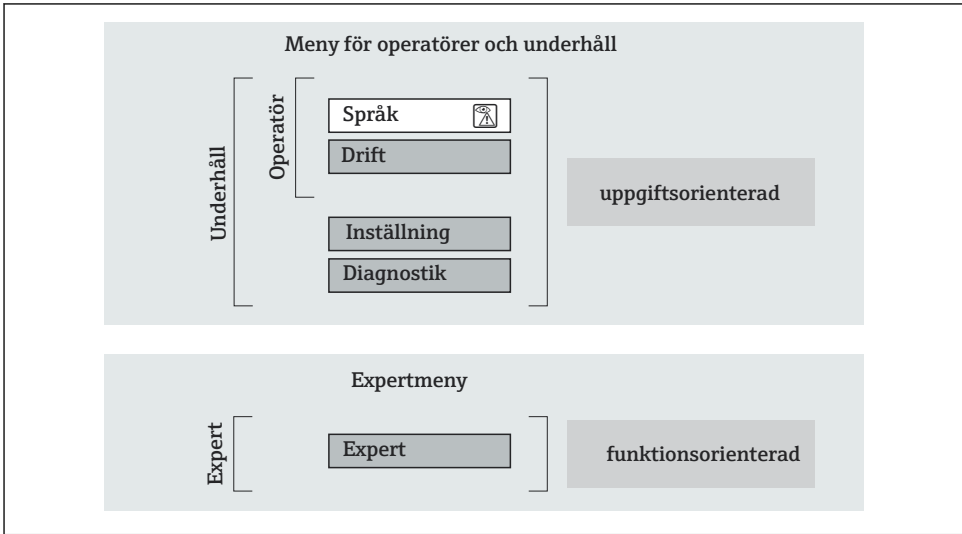 Meny för operatörer och underhåll
Underhåll
Operatör
Språk
Drift
uppgiftsorienterad
Inställning
Diagnostik
Expertmeny
Expert
Expert
funktionsorienterad